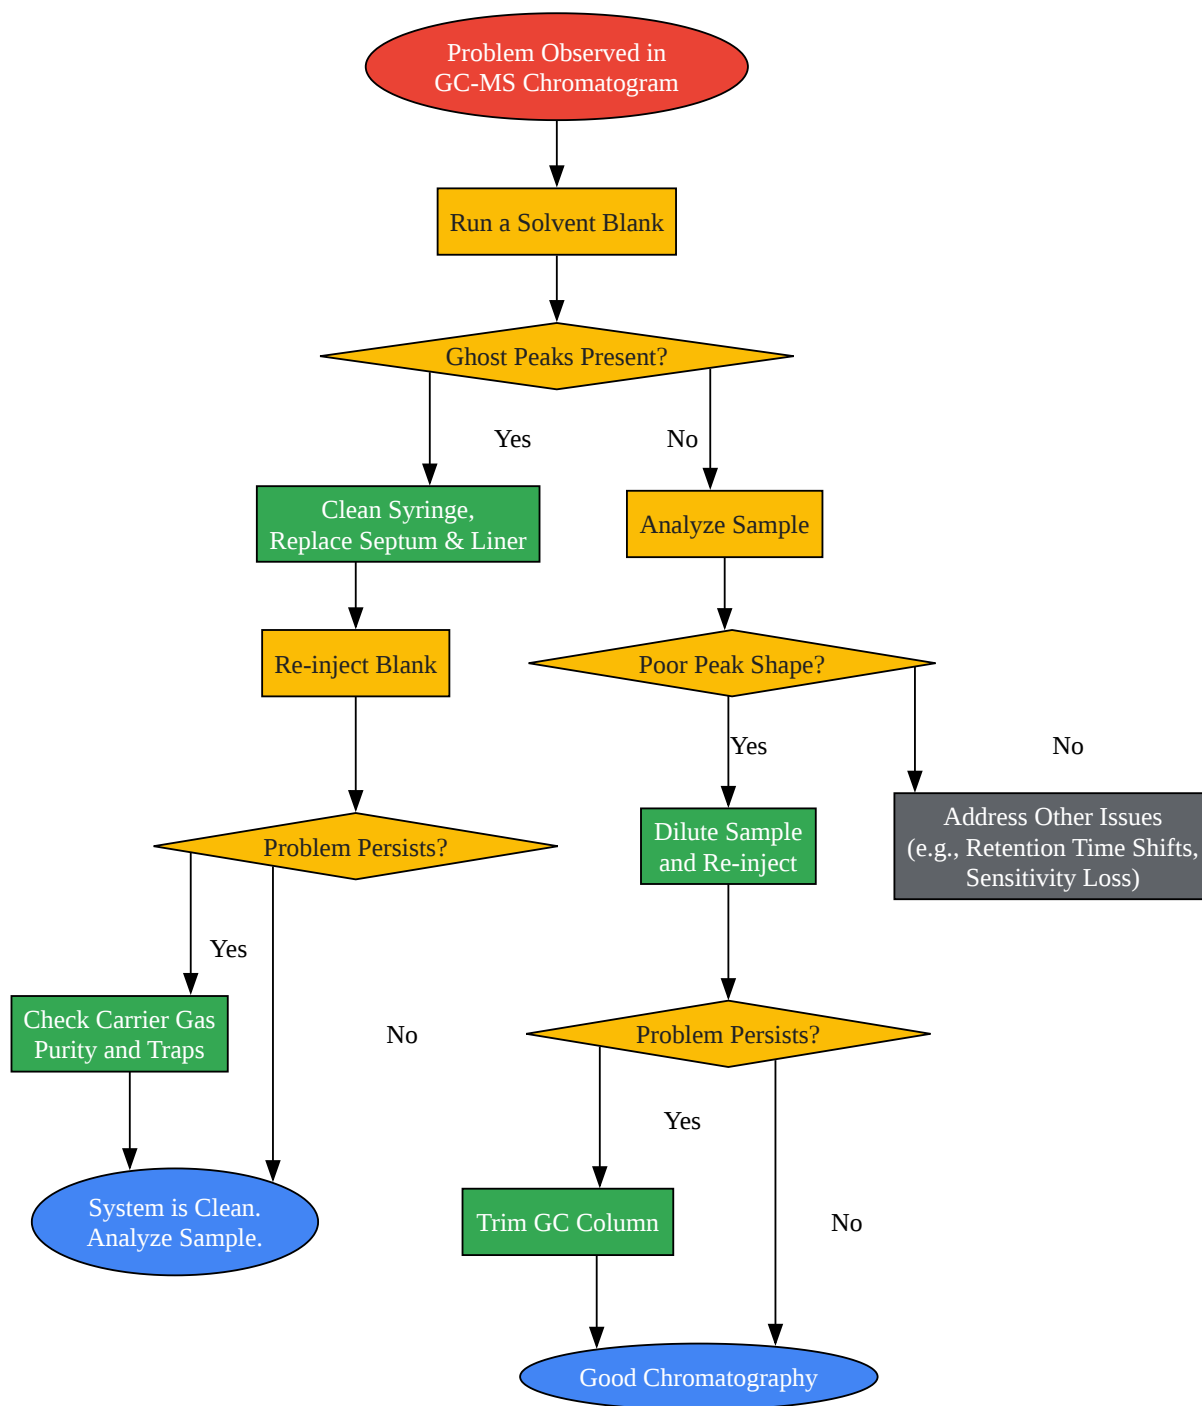 Problem Observed in
GC-MS Chromatogram
Run a Solvent Blank
Ghost Peaks Present?
Yes
No
Clean Syringe,
Replace Septum & Liner
Analyze Sample
Re-inject Blank
Poor Peak Shape?
Yes
No
Dilute Sample
and Re-inject
Address Other Issues
(e.g., Retention Time Shifts,
Sensitivity Loss)
Problem Persists?
Yes
No
Check Carrier Gas
Purity and Traps
Problem Persists?
Yes
No
System is Clean.
Analyze Sample.
Trim GC Column
Good Chromatography